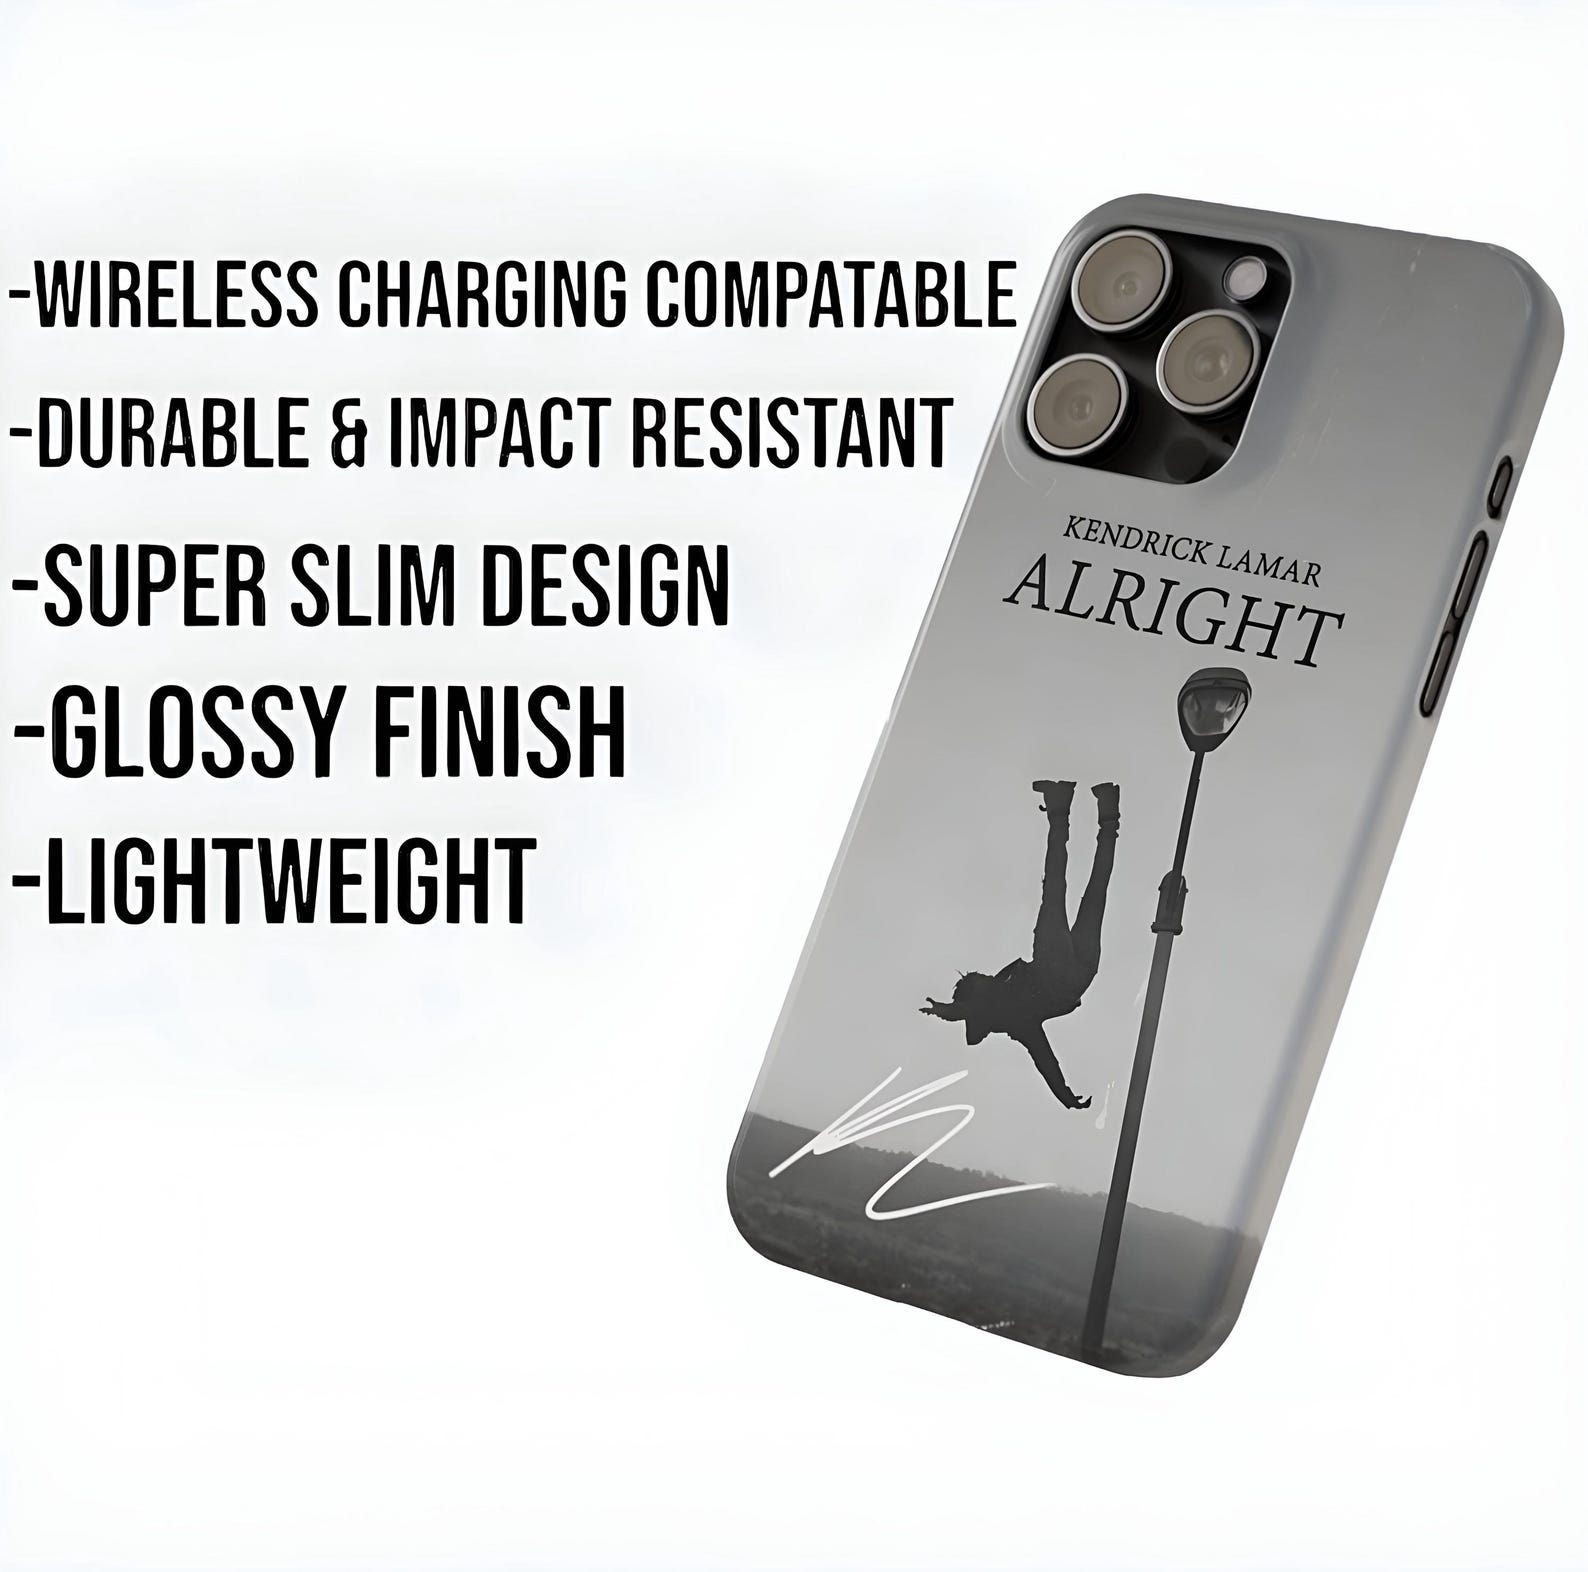 -WIRELESS CHARGING COMPATABLE
-DURABLE & IMPACT RESISTANT
-SUPER SLIM DESIGN
-GLOSSY FINISH
-LIGHTWEIGHT
KENDRICK LAMAR
ALRIGHT